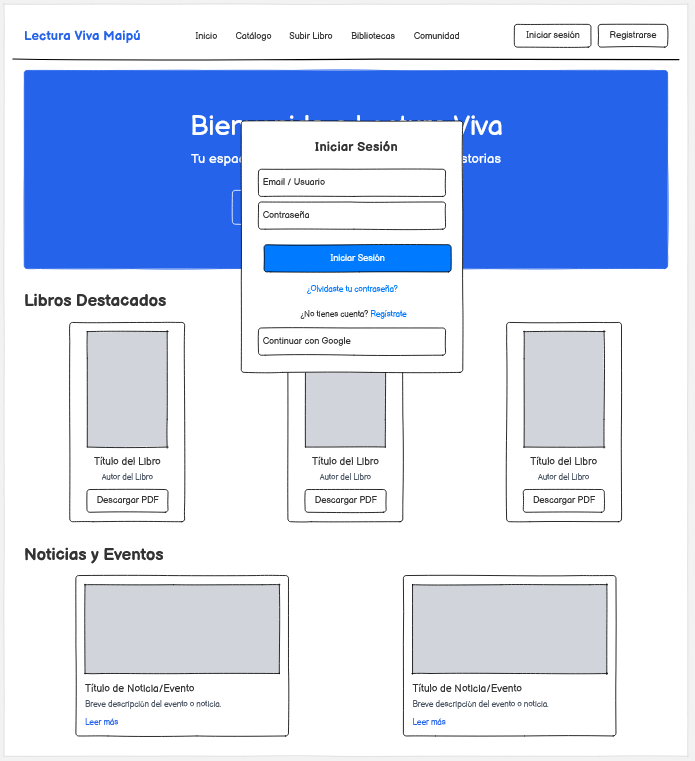 Lectura Viva Maipú
Inicio Catálogo Subir Libro Bibliotecas Comunidad
Iniciar sesión Registrarse
Viva
Tu storias
Iniciar Sesión
Email / Usuario
Contraseña
Iniciar Sesión
¿Olvidaste tu contraseña?
¿No tienes cuenta? Regístrate
Continuar con Google
Libros Destacados
Título del Libro
Autor del Libro
Descargar PDF
Título del Libro
Autor del Libro
Descargar PDF
Título del Libro
Autor del Libro
Descargar PDF
Noticias y Eventos
Título de Noticia/Evento
Breve descripción del evento o noticia.
Leer más
Título de Noticia/Evento
Breve descripción del evento o noticia.
Leer más